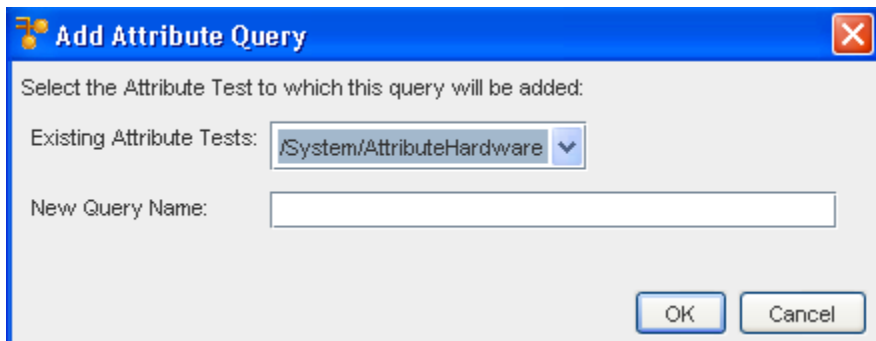 Add Attribute Query
Select the Attribute Test to which this query will be added:
Existing Attribute Tests: /System/AttributeHardware
New Query Name:
OK Cancel